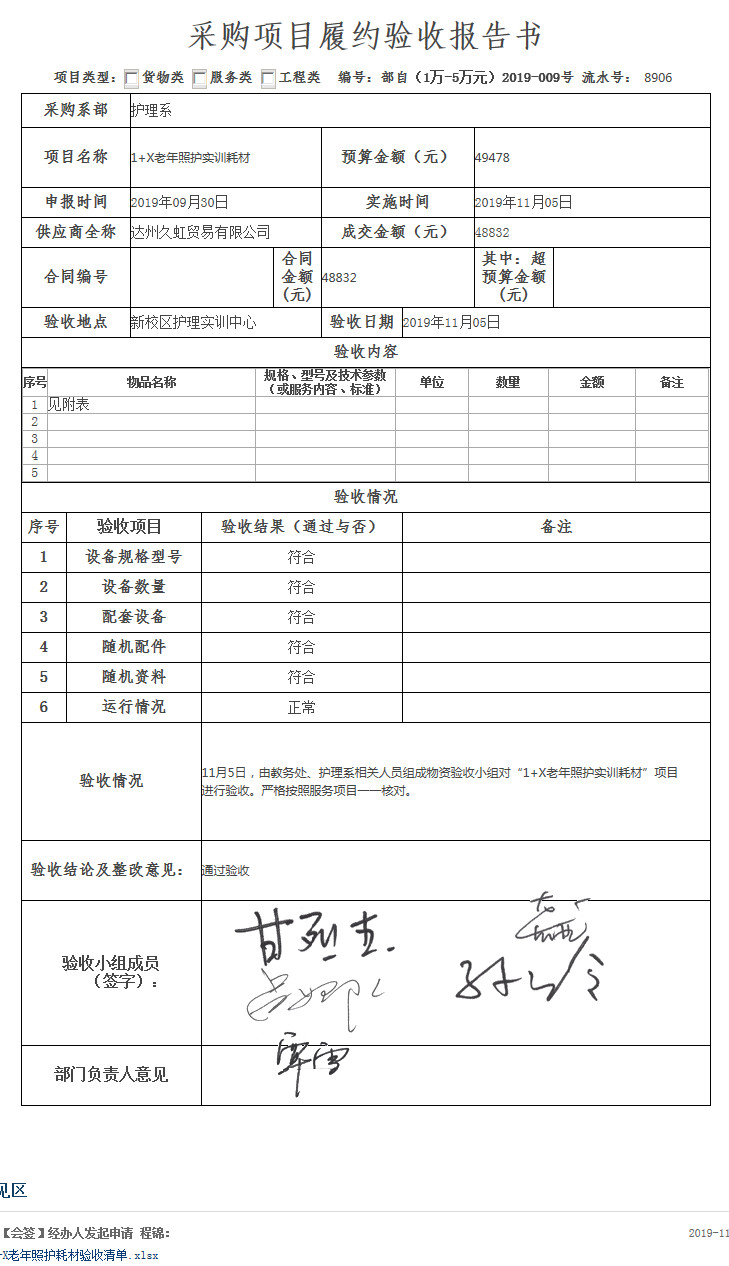 采购项目履约验收报告书
项目类型: 货物类 服务类 工程类 编号: 部自（1万-5万元）2019-009号 流水号: 8906
采购系部 护理系
项目名称 1+X老年照护实训耗材 预算金额（元） 49478
申报时间 2019年09月30日 实施时间 2019年11月05日
供应商全称 达州久虹贸易有限公司 成交金额（元） 48832
合同编号 合同金额(元) 48832 其中: 超预算金额(元)
验收地点 新校区护理实训中心 验收日期 2019年11月05日
验收内容
序号 物品名称 规格、型号及技术参数（或服务内容、标准） 单位 数量 金额 备注
1 见附表
2
3
4
5
验收情况
序号 验收项目 验收结果（通过与否） 备注
1 设备规格型号 符合
2 设备数量 符合
3 配套设备 符合
4 随机配件 符合
5 随机资料 符合
6 运行情况 正常
验收情况 11月5日，由教务处、护理系相关人员组成物资验收小组对“1+X老年照护实训耗材”项目
进行验收。严格按照服务项目一一核对。
验收结论及整改意见: 通过验收
验收小组成员
（签字）:
部门负责人意见
见区
【会签】经办人发起申请 程锦: 2019-11
X老年照护耗材验收清单.xlsx